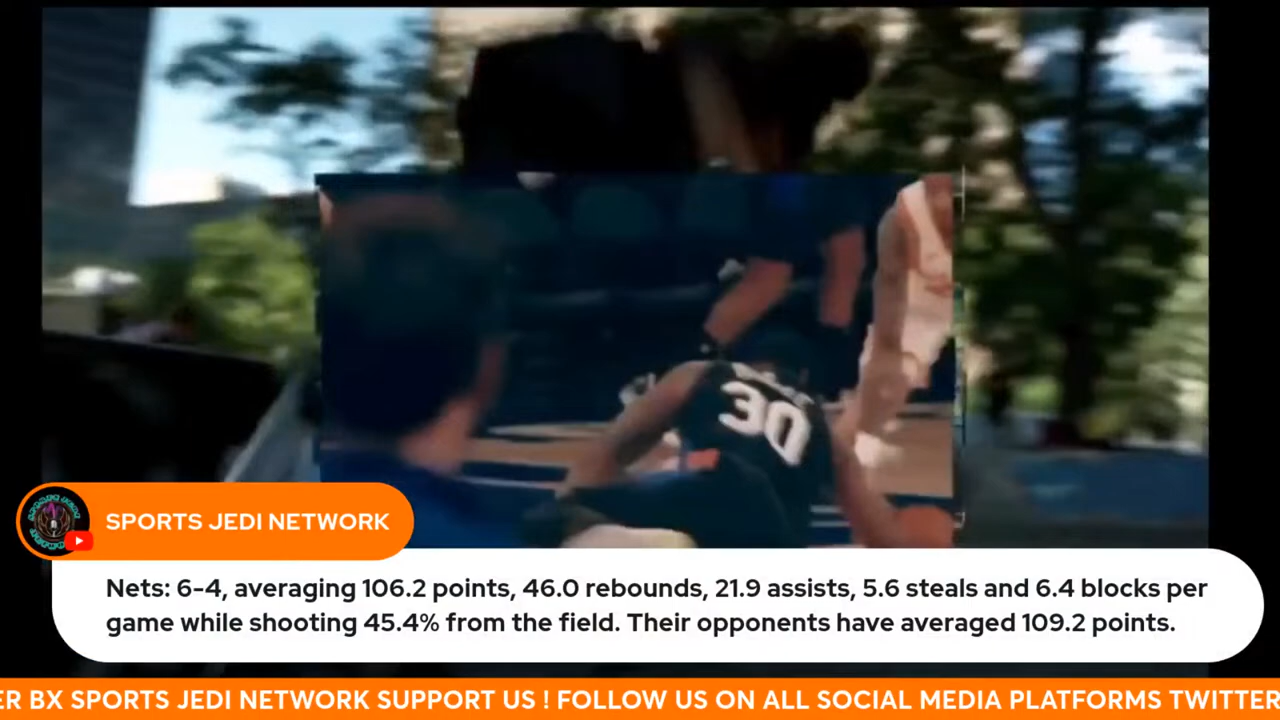 30
SPORTS JEDI NETWORK
Nets: 6-4, averaging 106.2 points, 46.0 rebounds, 21.9 assists, 5.6 steals and 6.4 blocks per
game while shooting 45.4% from the field. Their opponents have averaged 109.2 points.
ER BX SPORTS JEDI NETWORK SUPPORT US ! FOLLOW US ON ALL SOCIAL MEDIA PLATFORMS TWITTER